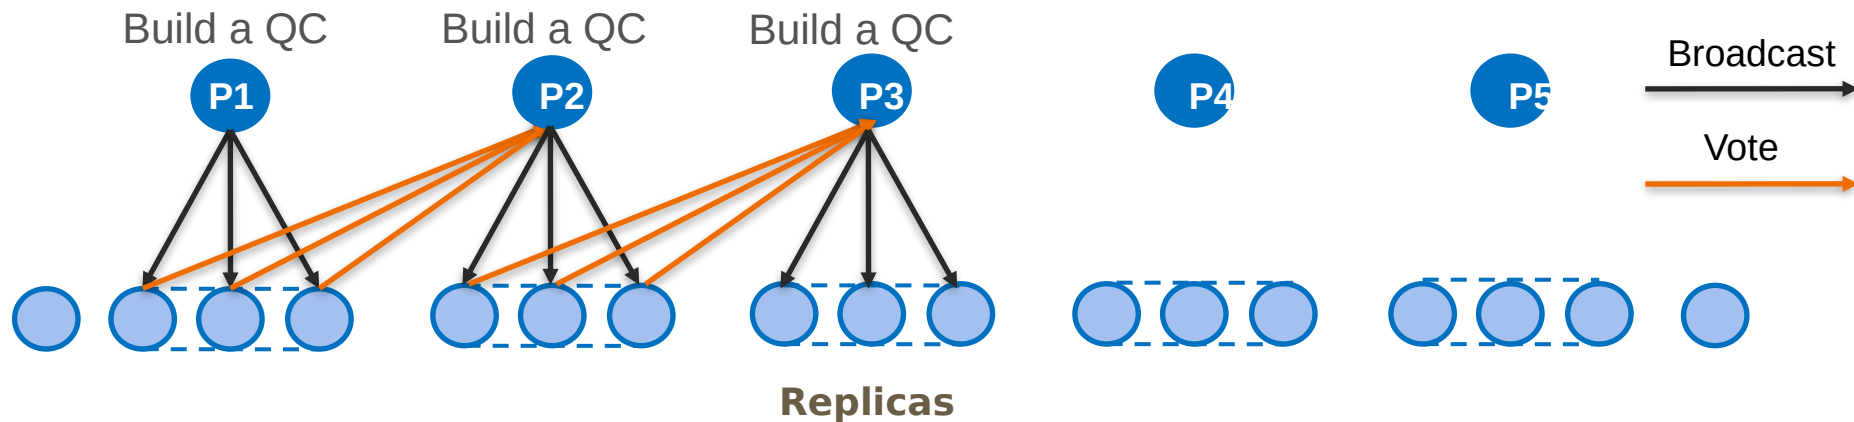 Build a QC
Build a QC
Build a QC
Broadcast
P1
P2
P3
P4
P5
Vote
Replicas